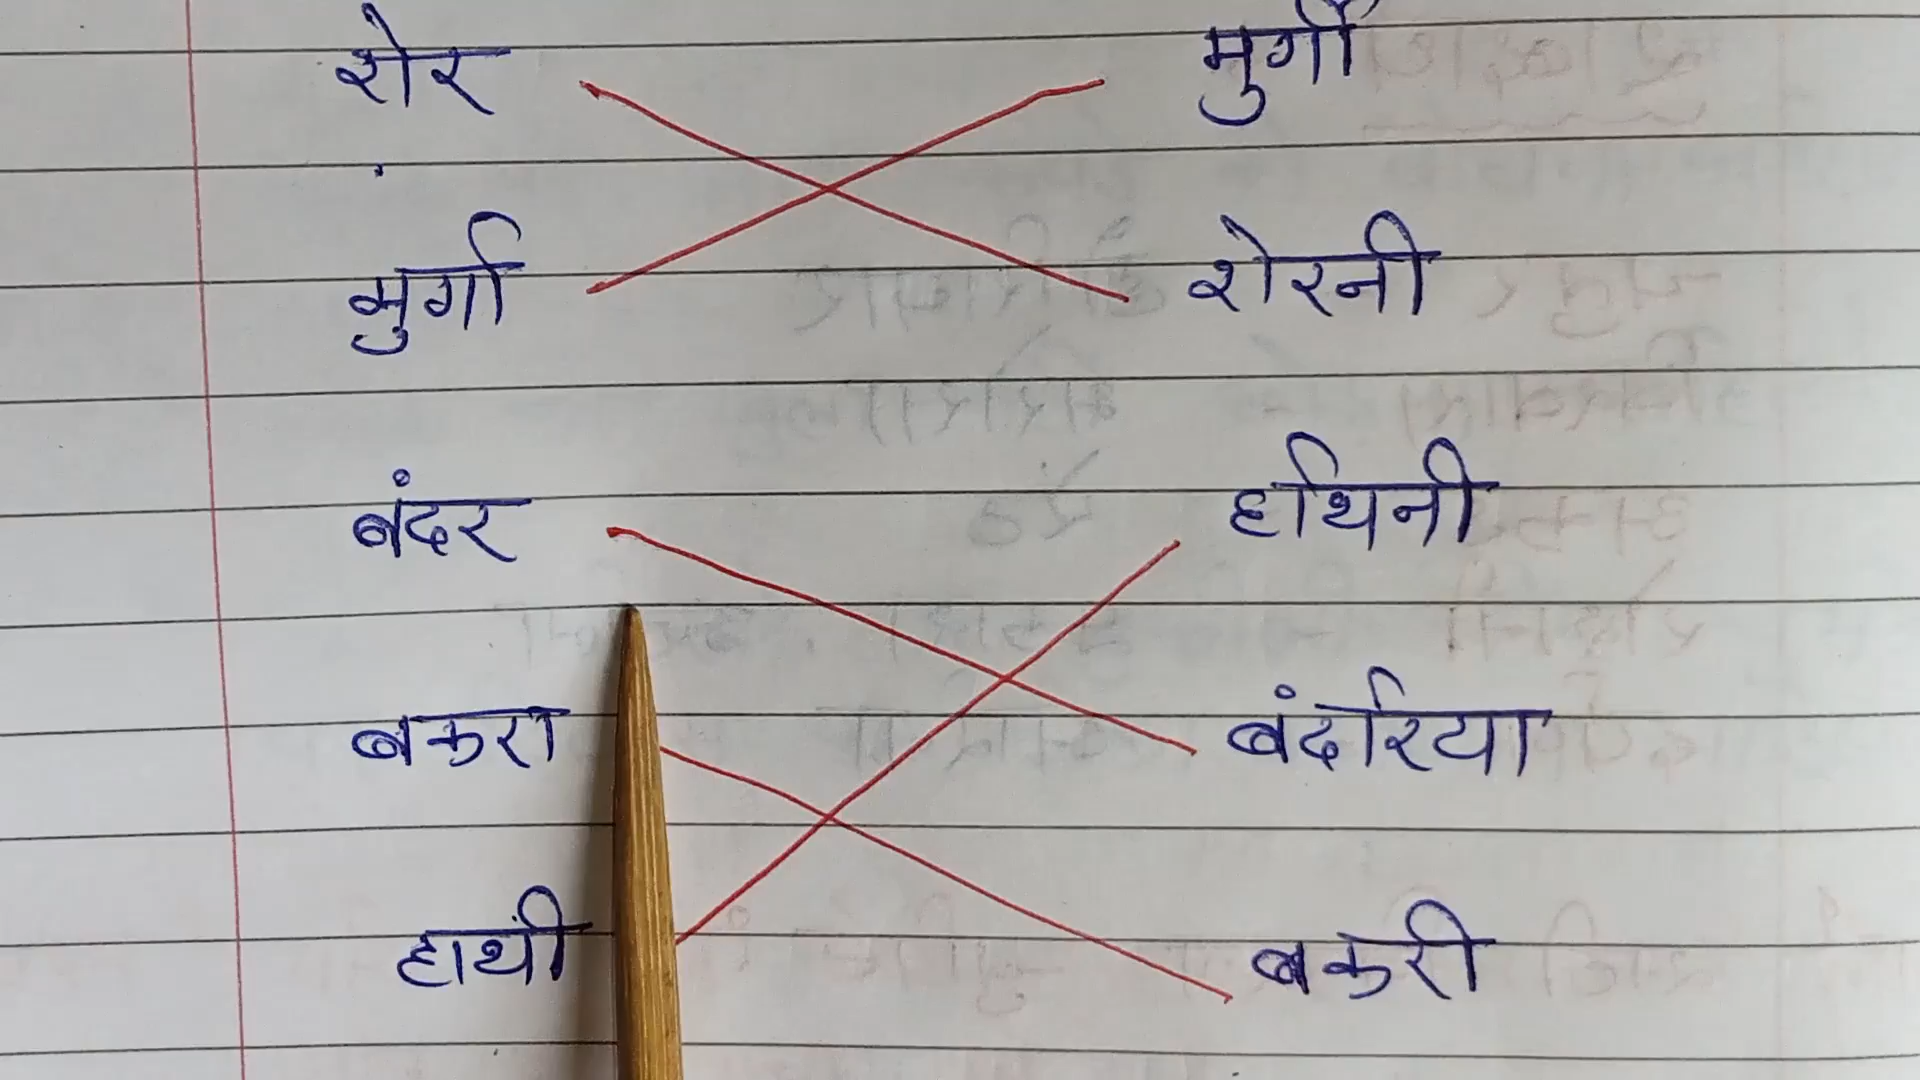 शेर मुर्गी
मुर्गा शेरनी
बंदर हथिनी
बकरा बंदरिया
हाथी बकरी